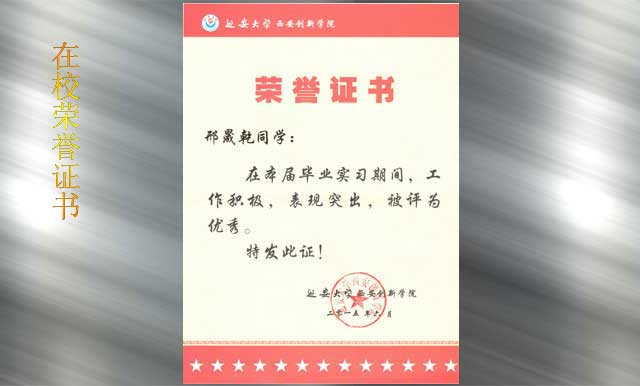 在校荣誉证书
延安大学西安创新学院
荣誉证书
邢晟乾同学：
在本届毕业实习期间，工
作积极，表现突出，被评为
优秀。
特发此证！
延安大学西安创新学院
二零一五年六月